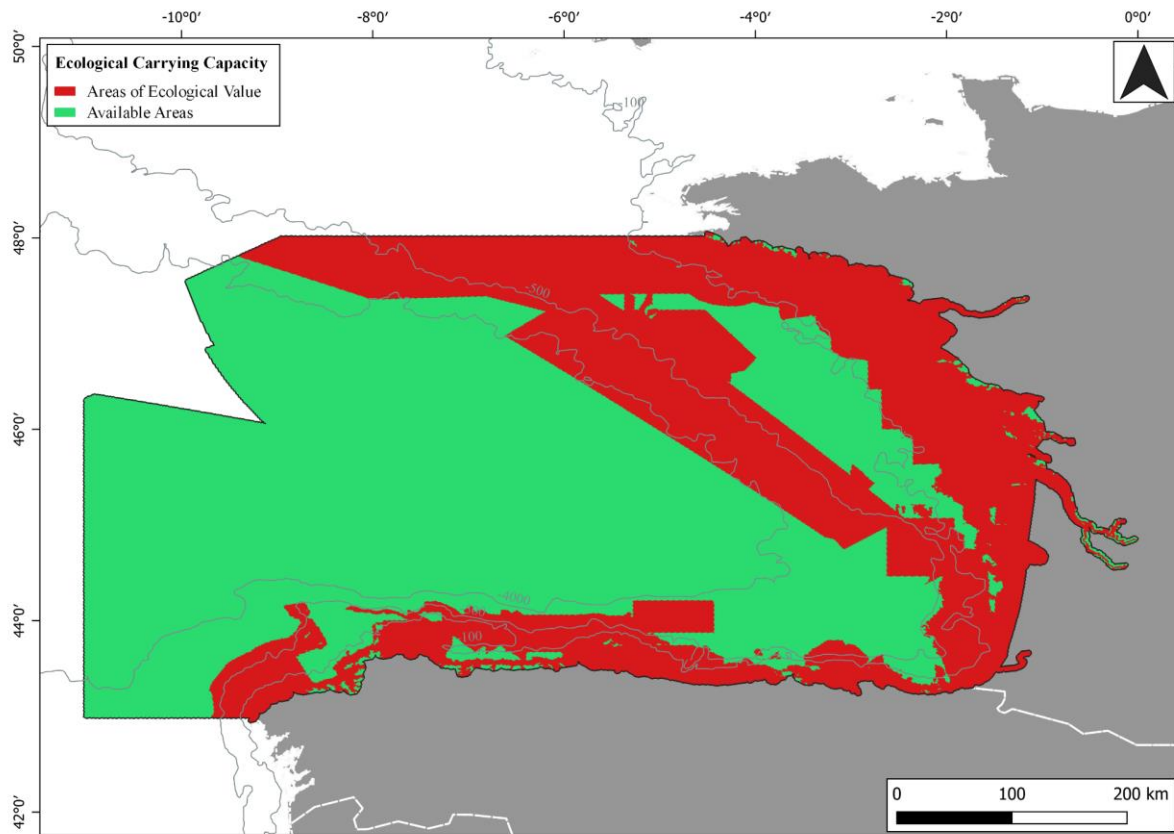 -10°0′ -8°0′ -6°0′ -4°0′ -2°0′ 0°0′
50°0′
Ecological Carrying Capacity
Areas of Ecological Value
Available Areas
-100
48°0′
-500
46°0′
44°0′
-4000
100
42°0′
0 100 200 km